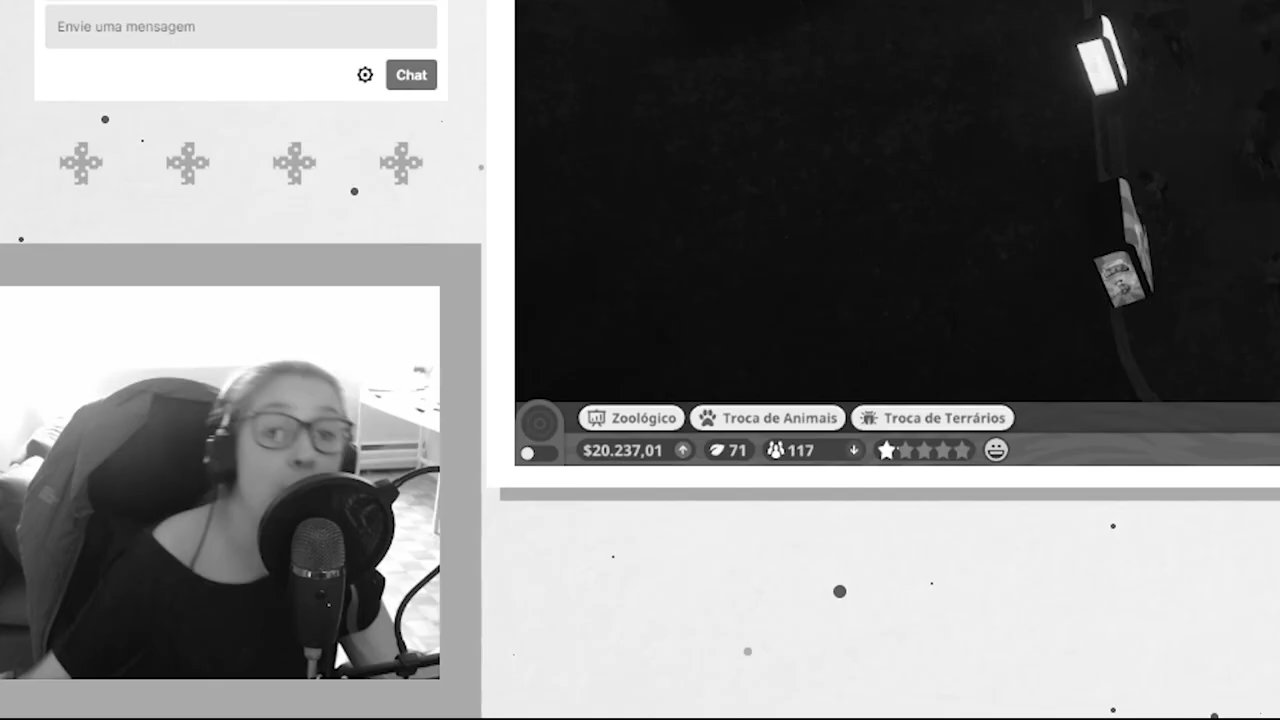 Envie uma mensagem
Chat
Zoológico
Troca de Animais
Troca de Terrários
$20.237,01
71
117